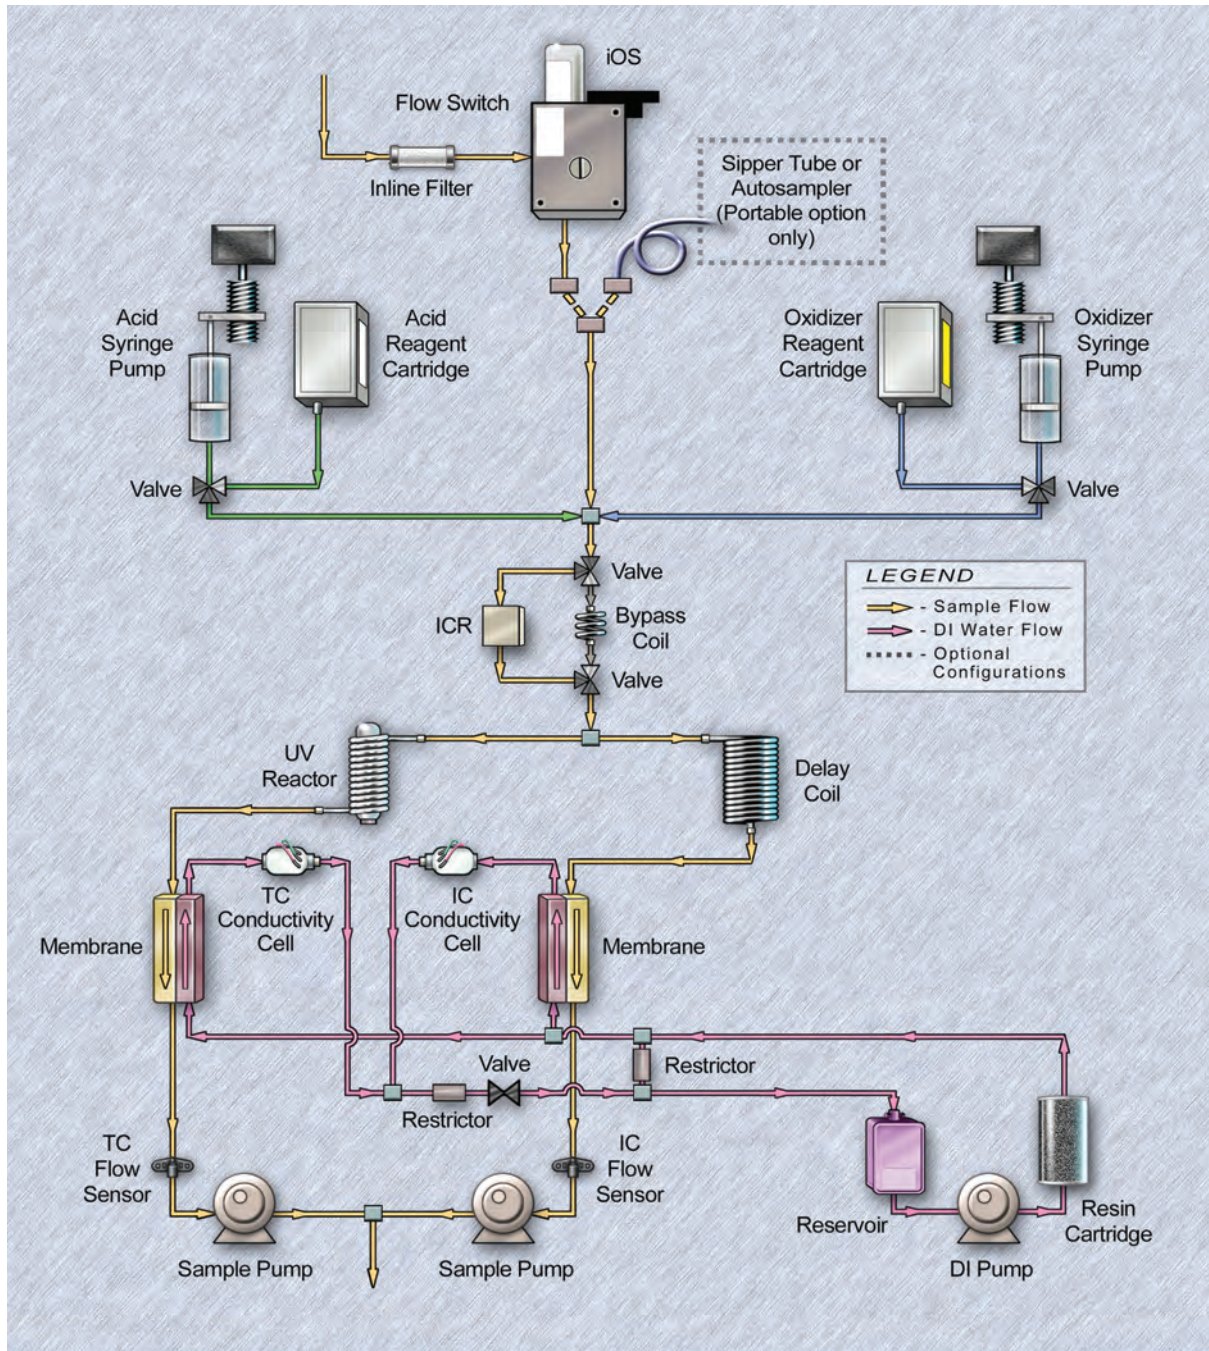 iOS
Flow Switch
Inline Filter
Sipper Tube or
Autosampler
(Portable option
only)
Acid
Syringe
Pump
Acid
Reagent
Cartridge
Oxidizer
Reagent
Cartridge
Oxidizer
Syringe
Pump
Valve
Valve
Valve
ICR
Bypass
Coil
Valve
LEGEND
- Sample Flow
- DI Water Flow
- Optional
Configurations
UV
Reactor
Delay
Coil
TC
Conductivity
Cell
IC
Conductivity
Cell
Membrane
Membrane
Valve
Restrictor
Restrictor
TC
Flow
Sensor
IC
Flow
Sensor
Reservoir
Resin
Cartridge
Sample Pump
Sample Pump
DI Pump